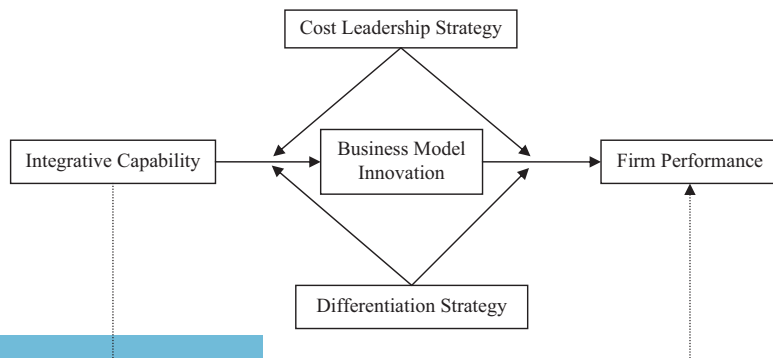 Cost Leadership Strategy
Integrative Capability
Business Model
Innovation
Firm Performance
Differentiation Strategy